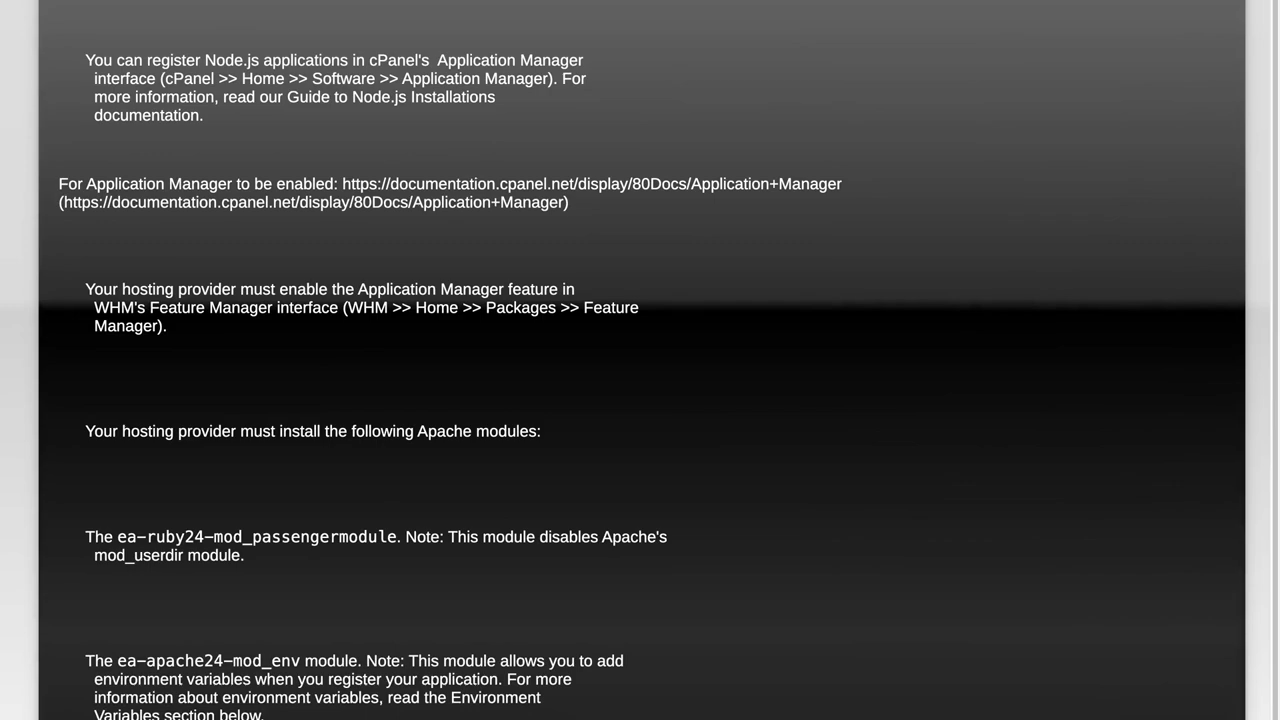 You can register Node.js applications in cPanel's  Application Manager
interface (cPanel >> Home >> Software >> Application Manager). For
more information, read our Guide to Node.js Installations
documentation.
For Application Manager to be enabled: https://documentation.cpanel.net/display/80Docs/Application+Manager
(https://documentation.cpanel.net/display/80Docs/Application+Manager)
Your hosting provider must enable the Application Manager feature in
WHM's Feature Manager interface (WHM >> Home >> Packages >> Feature
Manager).
Your hosting provider must install the following Apache modules:
The ea-ruby24-mod_passengermodule. Note: This module disables Apache's
mod_userdir module.
The ea-apache24-mod_env module. Note: This module allows you to add
environment variables when you register your application. For more
information about environment variables, read the Environment
Variables section below.